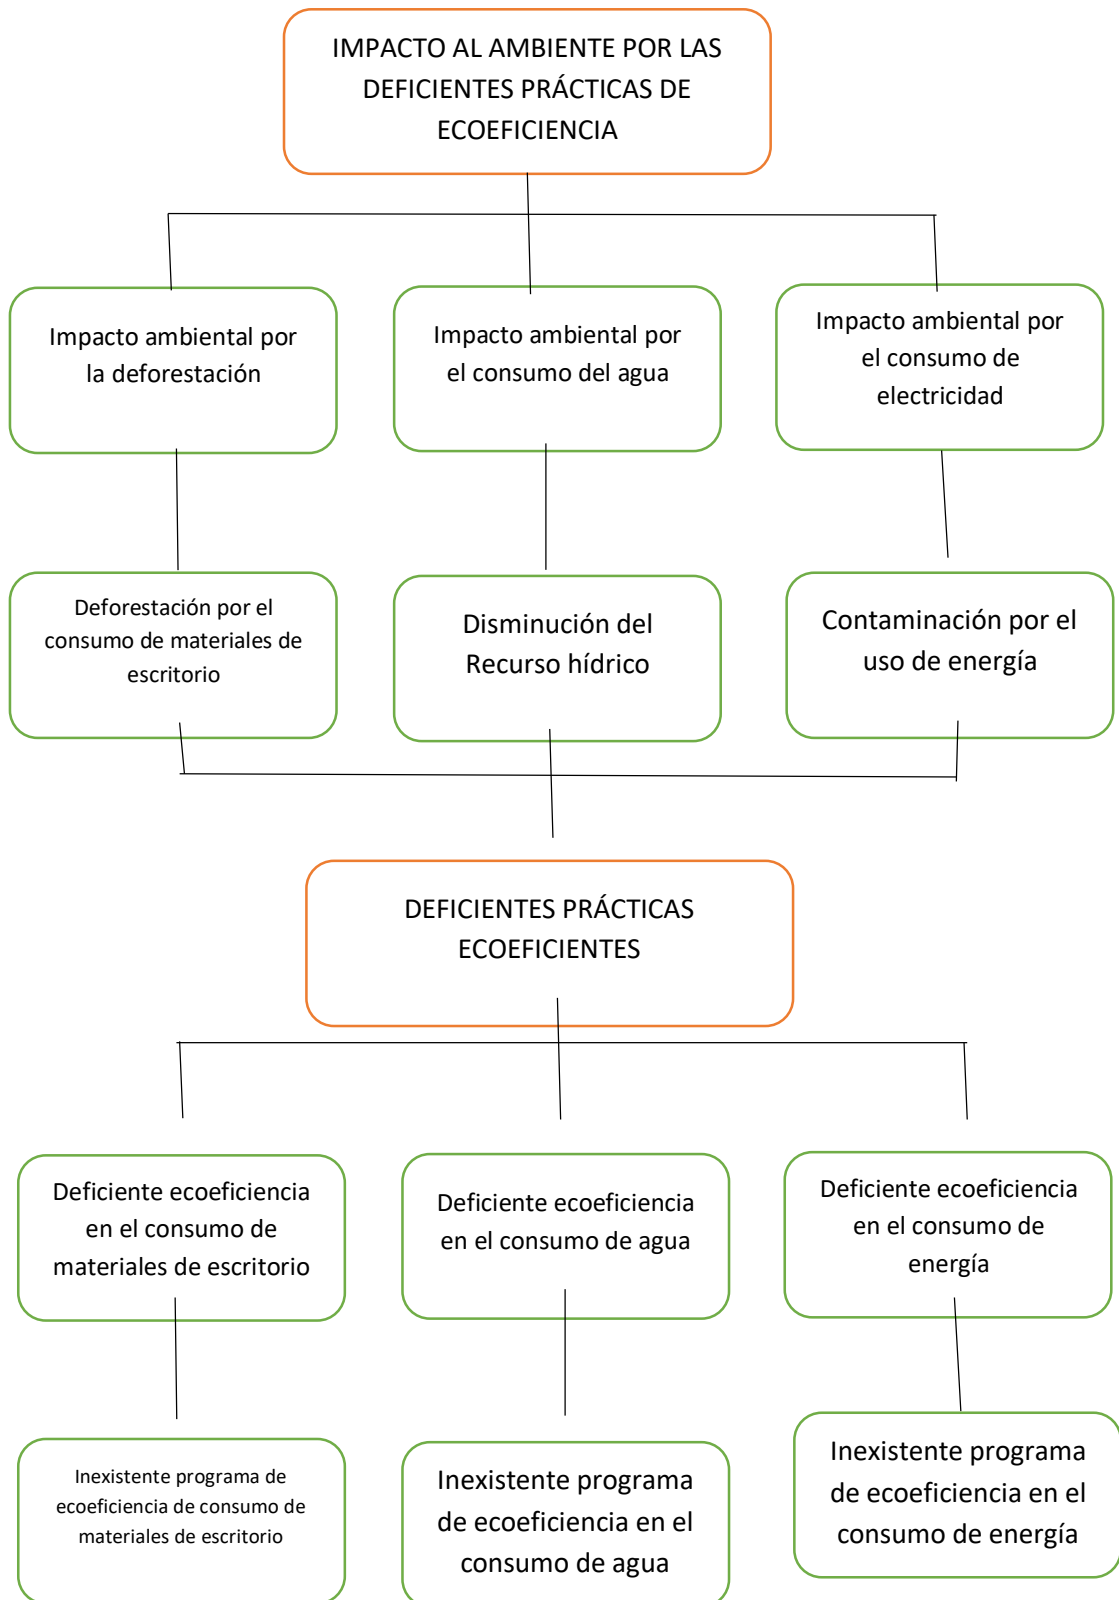 IMPACTO AL AMBIENTE POR LAS
DEFICIENTES PRÁCTICAS DE
ECOEFICIENCIA
Impacto ambiental por
la deforestación
Impacto ambiental por
el consumo del agua
Impacto ambiental por
el consumo de
electricidad
Deforestación por el
consumo de materiales de
escritorio
Disminución del
Recurso hídrico
Contaminación por el
uso de energía
DEFICIENTES PRÁCTICAS
ECOEFICIENTES
Deficiente ecoeficiencia
en el consumo de
materiales de escritorio
Deficiente ecoeficiencia
en el consumo de agua
Deficiente ecoeficiencia
en el consumo de
energía
Inexistente programa de
ecoeficiencia de consumo de
materiales de escritorio
Inexistente programa
de ecoeficiencia en el
consumo de agua
Inexistente programa
de ecoeficiencia en el
consumo de energía